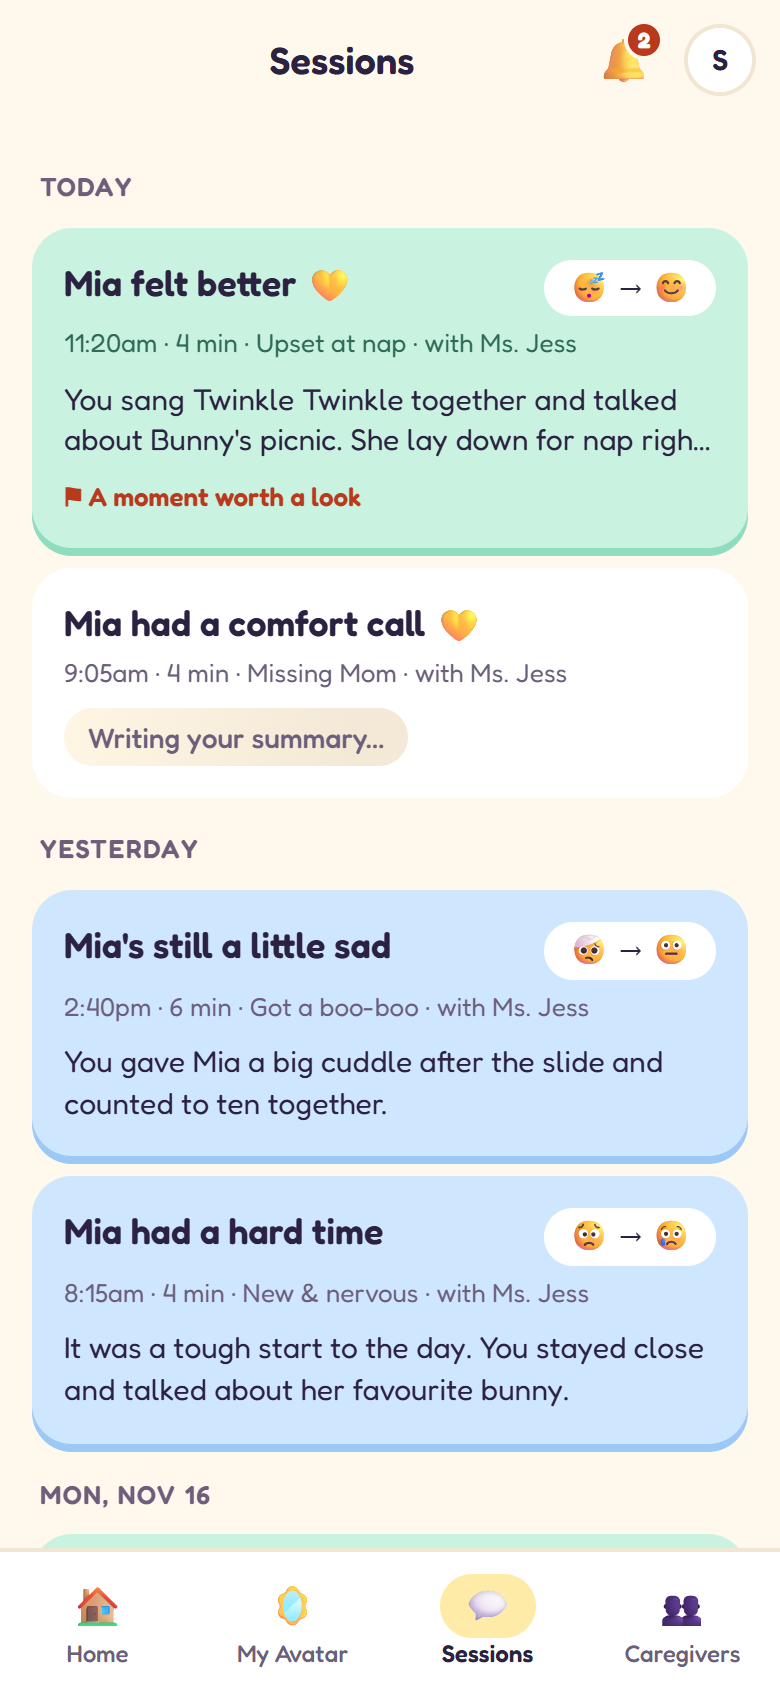 Sessions
2
S
TODAY
Mia felt better
→
11:20am · 4 min · Upset at nap · with Ms. Jess
You sang Twinkle Twinkle together and talked
about Bunny's picnic. She lay down for nap righ...
A moment worth a look
Mia had a comfort call
9:05am · 4 min · Missing Mom · with Ms. Jess
Writing your summary...
YESTERDAY
Mia's still a little sad
→
2:40pm · 6 min · Got a boo-boo · with Ms. Jess
You gave Mia a big cuddle after the slide and
counted to ten together.
Mia had a hard time
→
8:15am · 4 min · New & nervous · with Ms. Jess
It was a tough start to the day. You stayed close
and talked about her favourite bunny.
MON, NOV 16
Home
My Avatar
Sessions
Caregivers